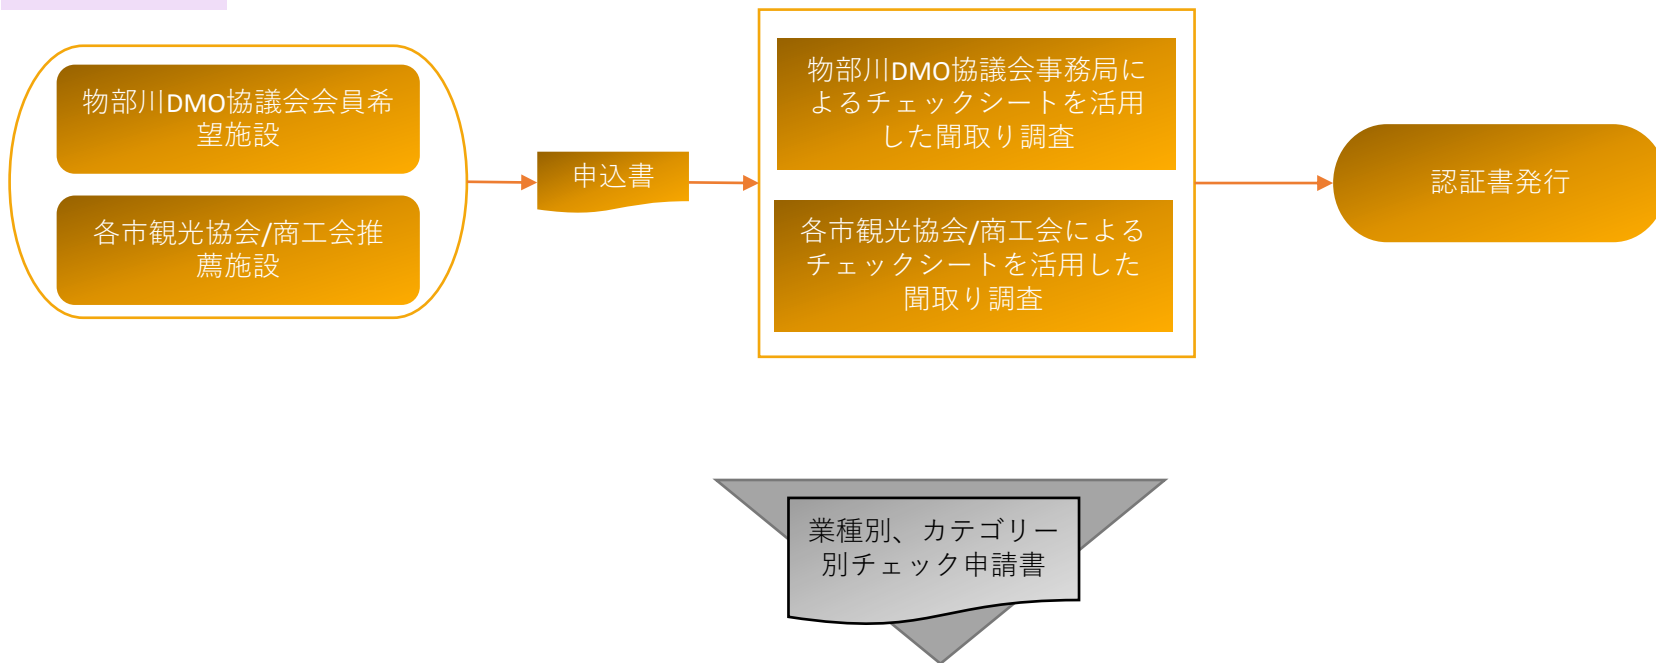 物部川DMO協議会会員希
望施設
各市観光協会/商工会推
薦施設
申込書
物部川DMO協議会事務局に
よるチェックシートを活用
した聞取り調査
各市観光協会/商工会による
チェックシートを活用した
聞取り調査
認証書発行
業種別、カテゴリー
別チェック申請書